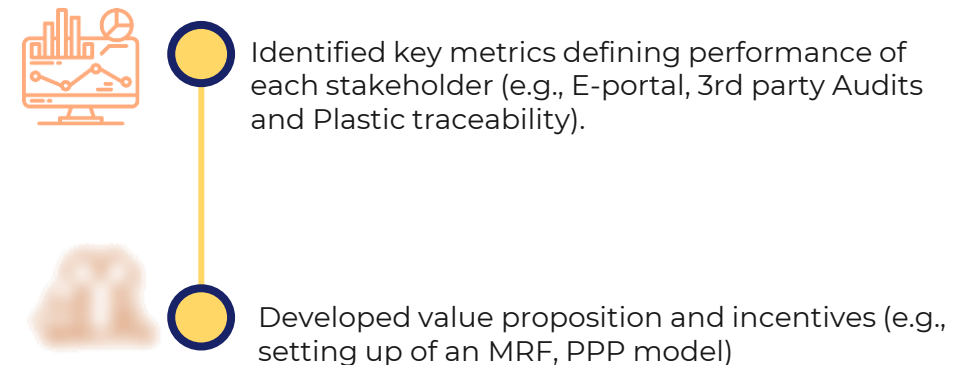 Identified key metrics defining performance of
each stakeholder (e.g., E-portal, 3rd party Audits
and Plastic traceability).
Developed value proposition and incentives (e.g.,
setting up of an MRF, PPP model)